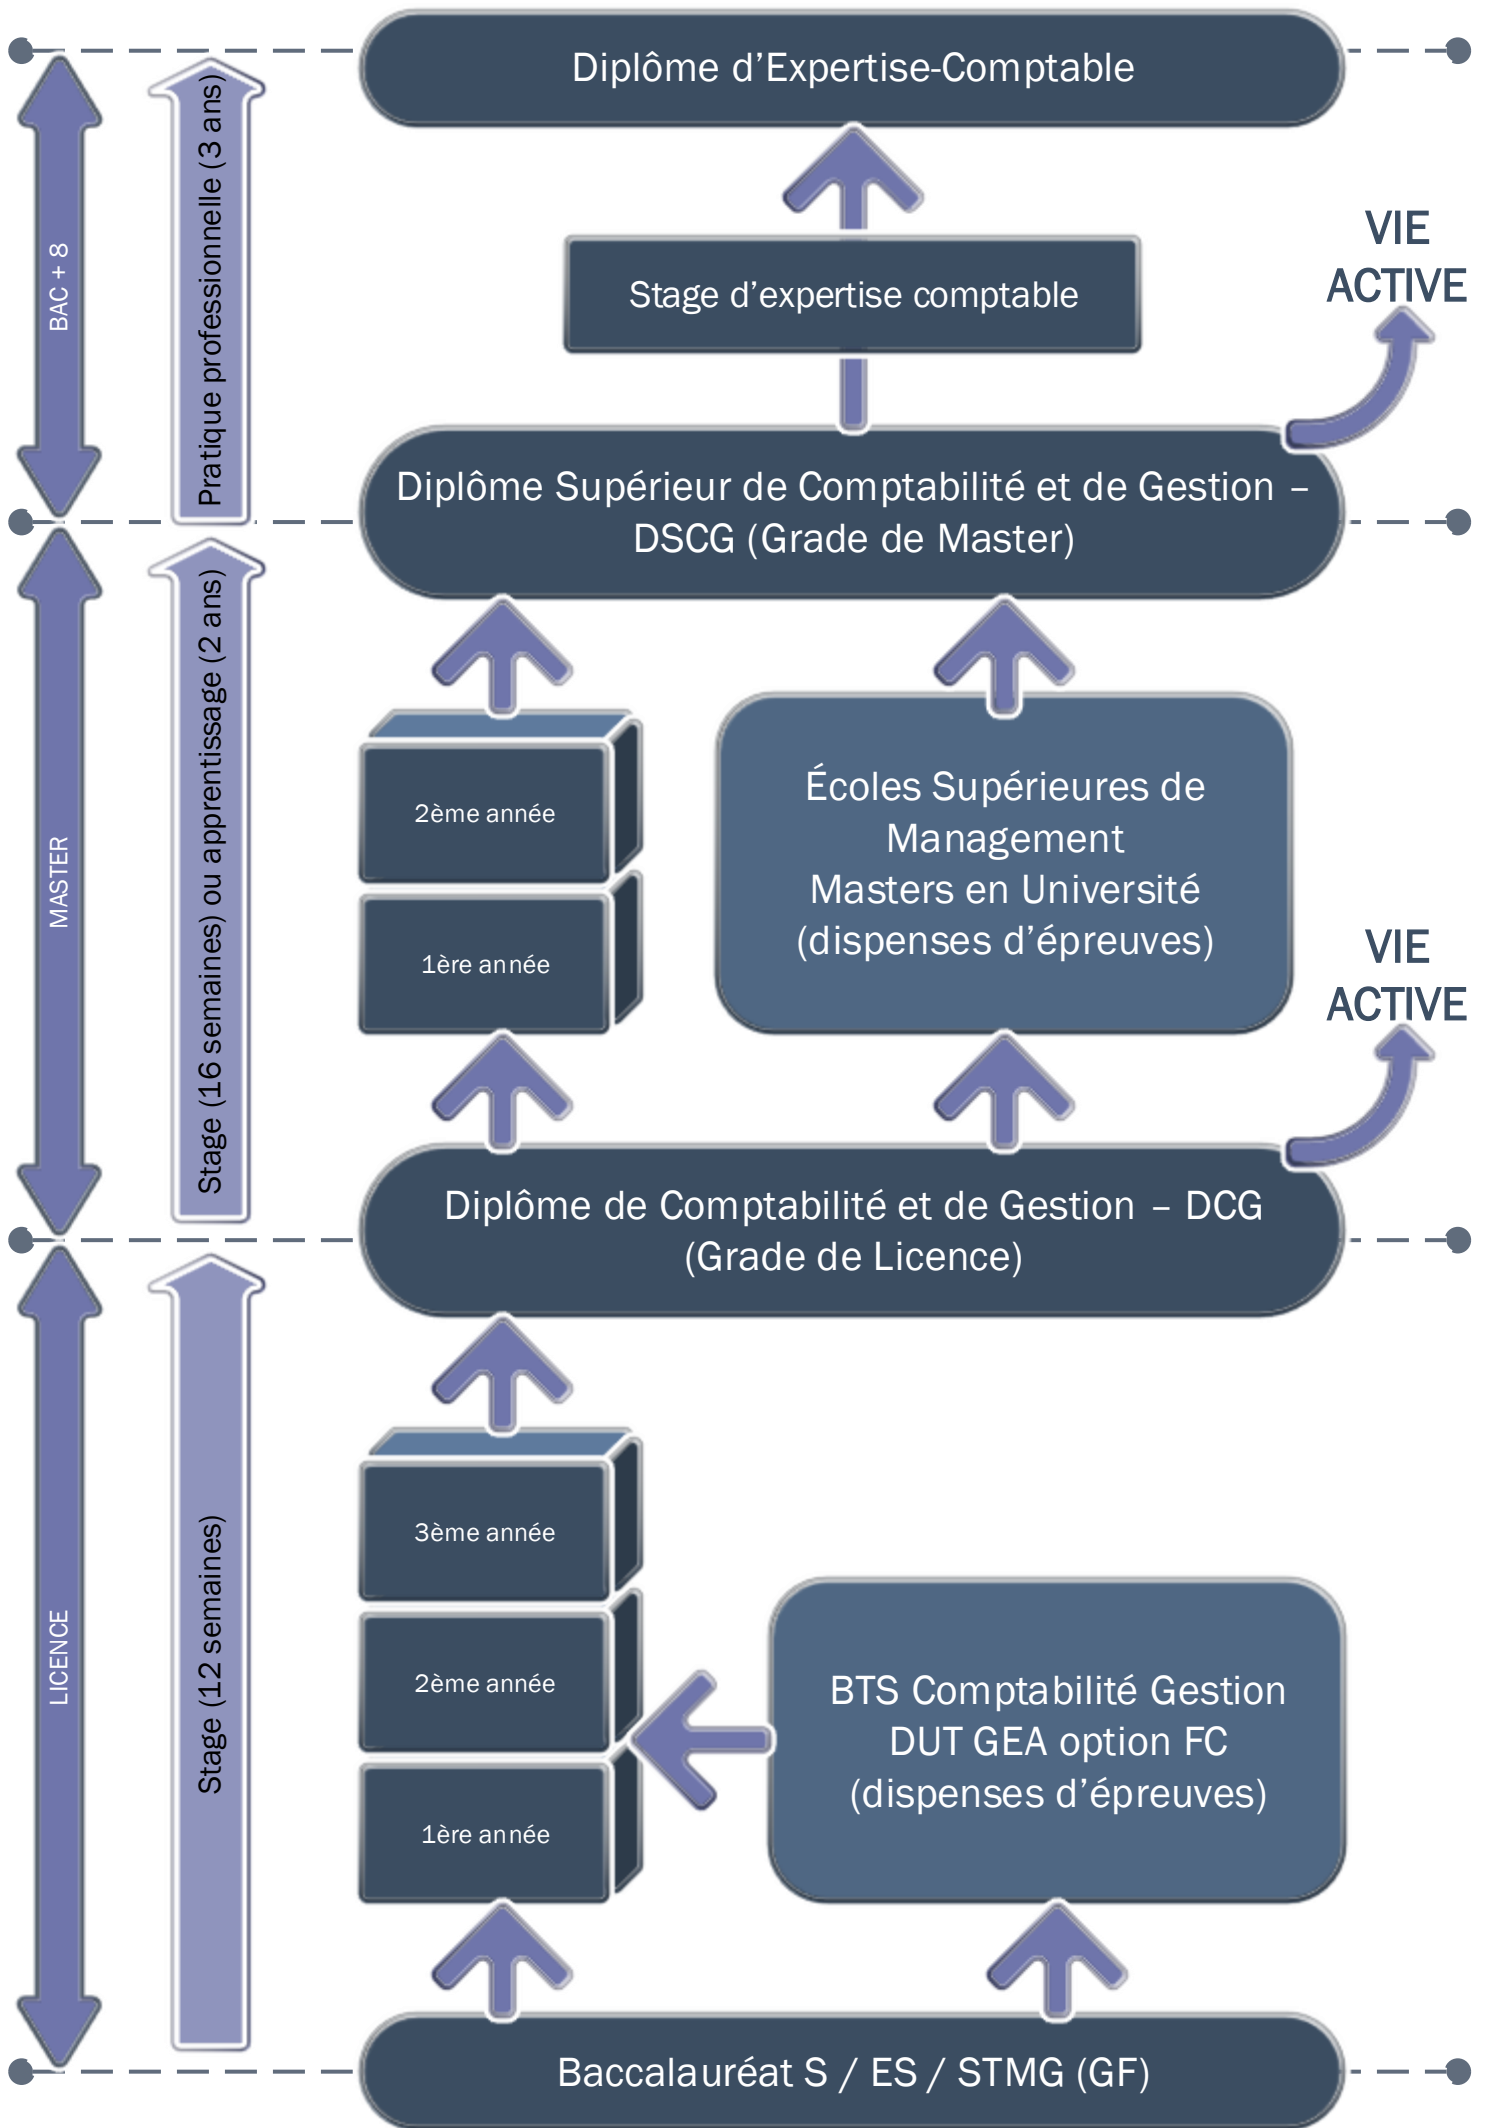 Diplôme d’Expertise-Comptable
Pratique professionnelle (3 ans)
BAC + 8
VIE
ACTIVE
Stage d’expertise comptable
Diplôme Supérieur de Comptabilité et de Gestion –
DSCG (Grade de Master)
Stage (16 semaines) ou apprentissage (2 ans)
MASTER
2ème année
1ère année
Écoles Supérieures de
Management
Masters en Université
(dispenses d’épreuves)
VIE
ACTIVE
Diplôme de Comptabilité et de Gestion – DCG
(Grade de Licence)
LICENCE
Stage (12 semaines)
3ème année
2ème année
1ère année
BTS Comptabilité Gestion
DUT GEA option FC
(dispenses d’épreuves)
Baccalauréat S / ES / STMG (GF)